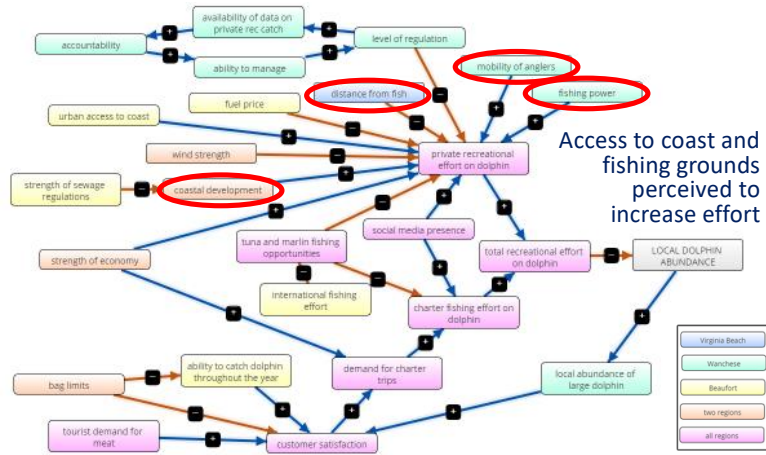 availability of data on
private rec catch
accountability
level of regulation
ability to manage
mobility of anglers
distance from fish
fishing power
fuel price
urban access to coast
Access to coast and
fishing grounds
perceived to
increase effort
wind strength
private recreational
effort on dolphin
strength of sewage
regulations
coastal development
social media presence
tuna and marlin fishing
opportunities
total recreational effort
on dolphin
LOCAL DOLPHIN
ABUNDANCE
strength of economy
international fishing
effort
charter fishing effort on
dolphin
Virginia Beach
Wanchese
Beaufort
two regions
all regions
ability to catch dolphin
throughout the year
demand for charter
trips
local abundance of
large dolphin
bag limits
tourist demand for
meat
customer satisfaction